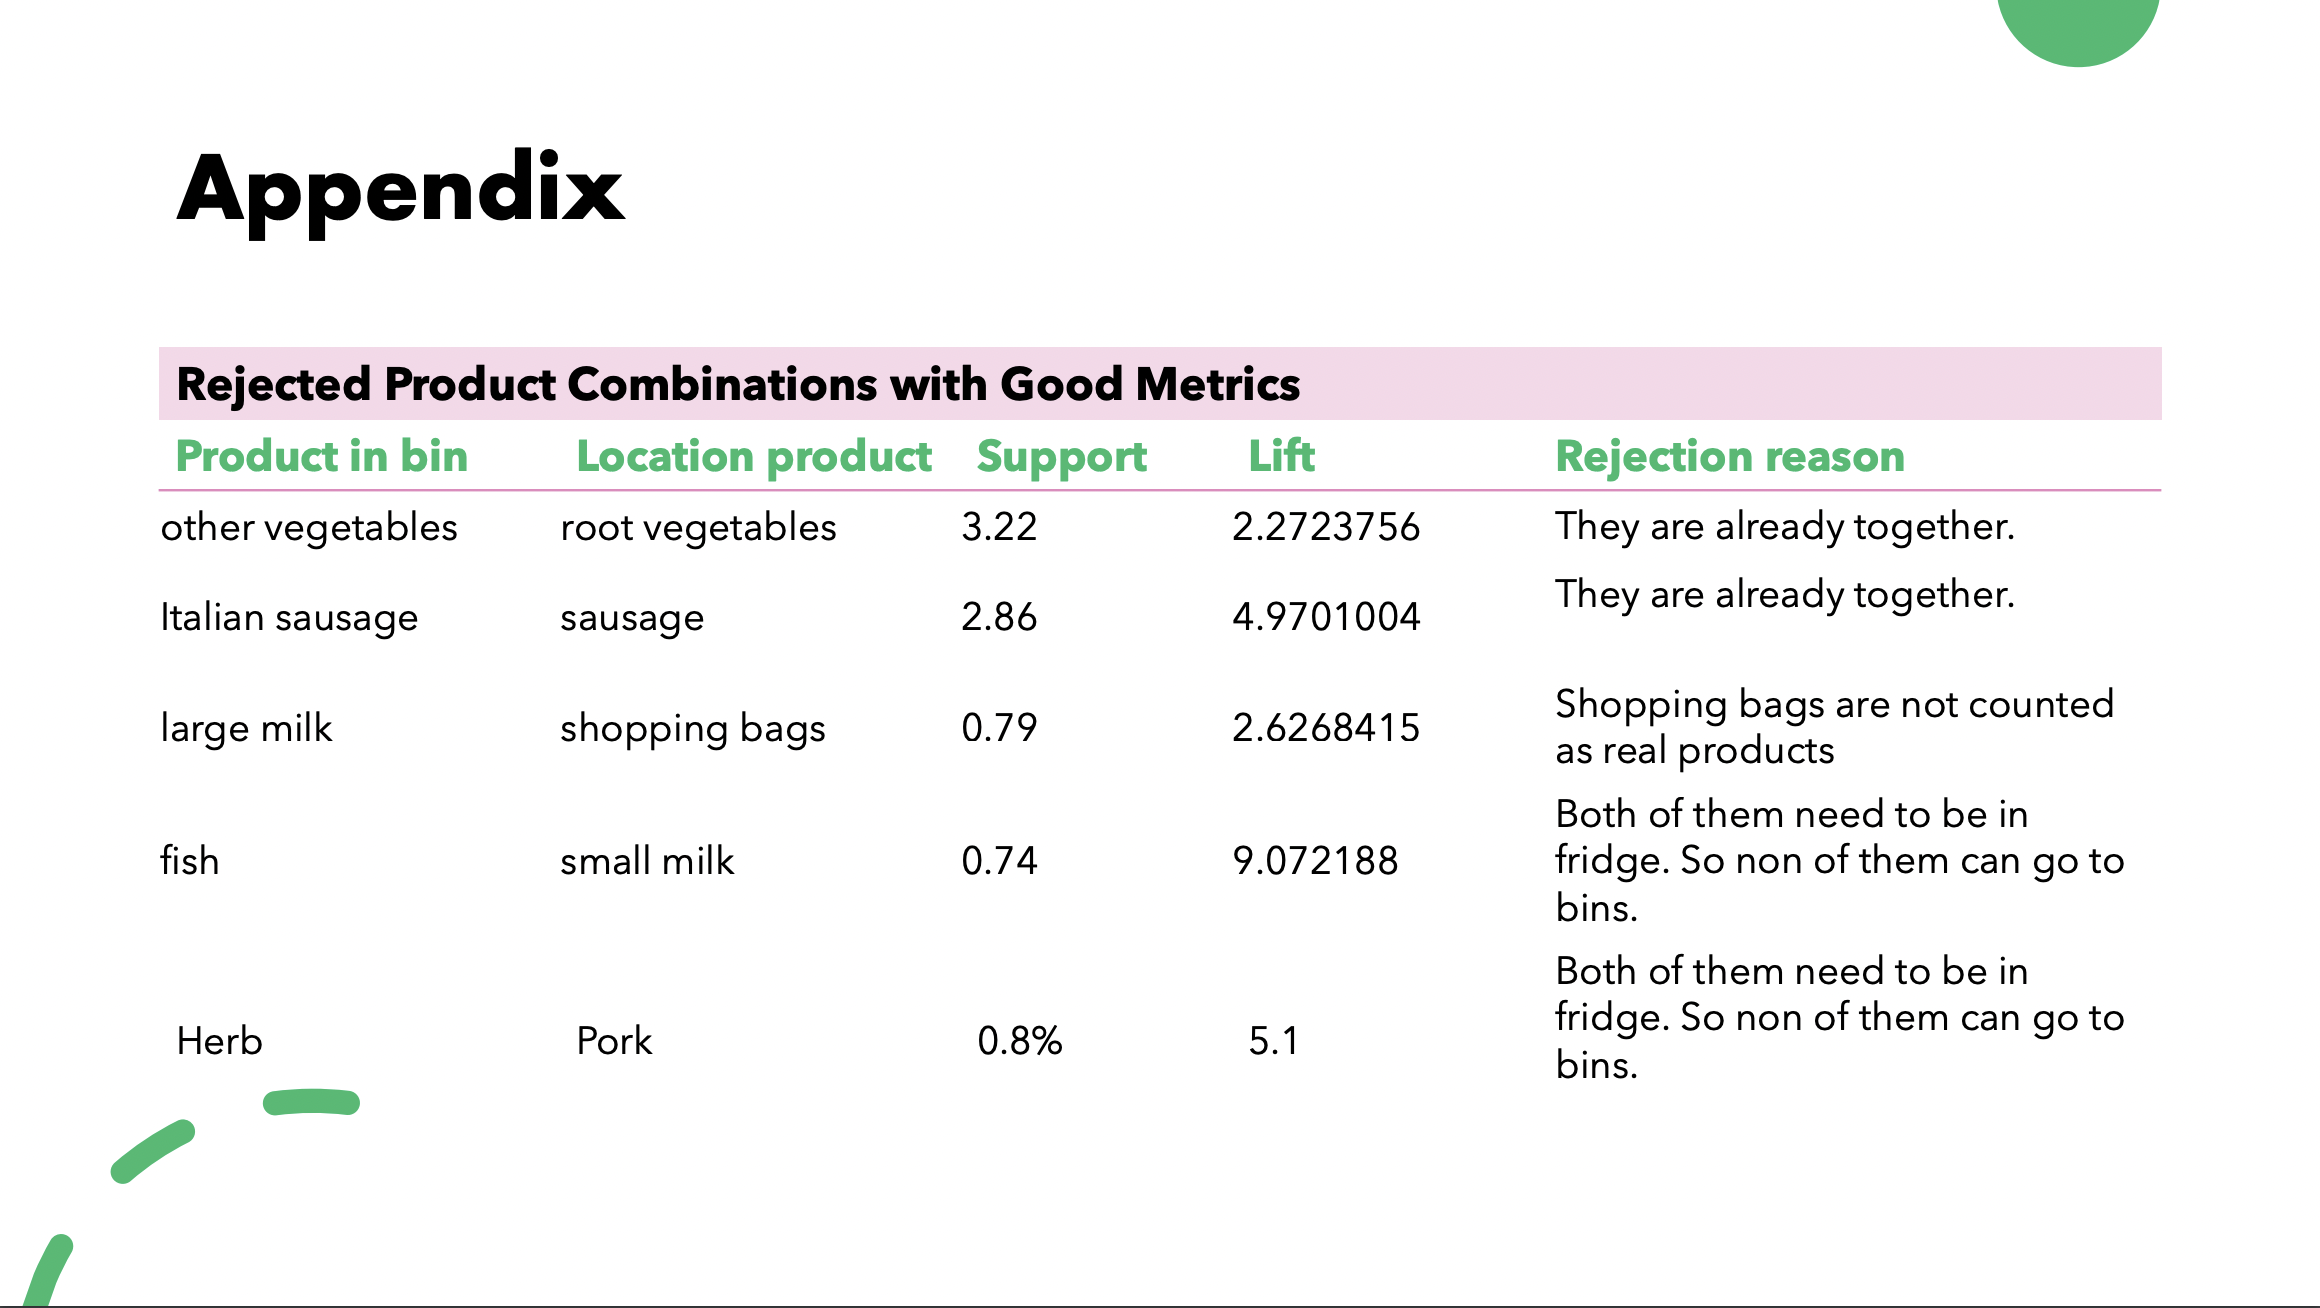 Appendix
Rejected Product Combinations with Good Metrics
Product in bin Location product Support Lift Rejection reason
other vegetables root vegetables 3.22 2.2723756 They are already together.
Italian sausage sausage 2.86 4.9701004 They are already together.
large milk shopping bags 0.79 2.6268415 Shopping bags are not counted
as real products
fish small milk 0.74 9.072188 Both of them need to be in
fridge. So non of them can go to
bins.
Herb Pork 0.8% 5.1 Both of them need to be in
fridge. So non of them can go to
bins.